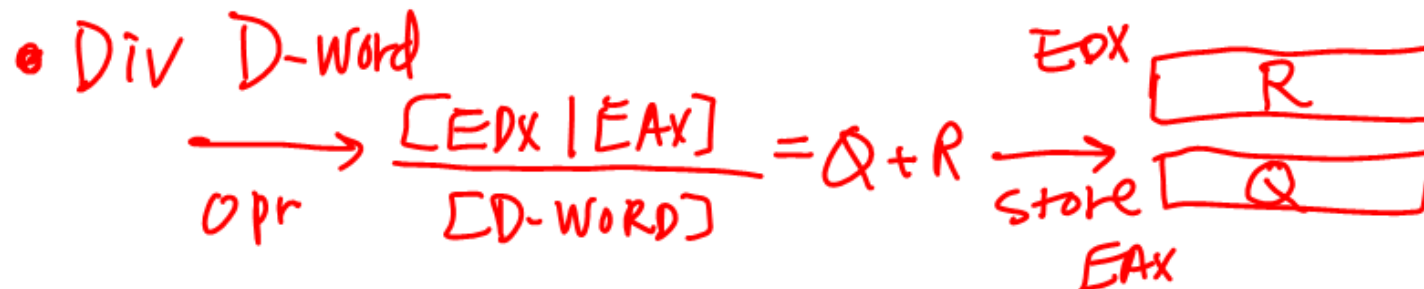 • Div D-Word
opr → [EDX | EAX] / [D-WORD] = Q + R → store
EDX R
Q
EAX